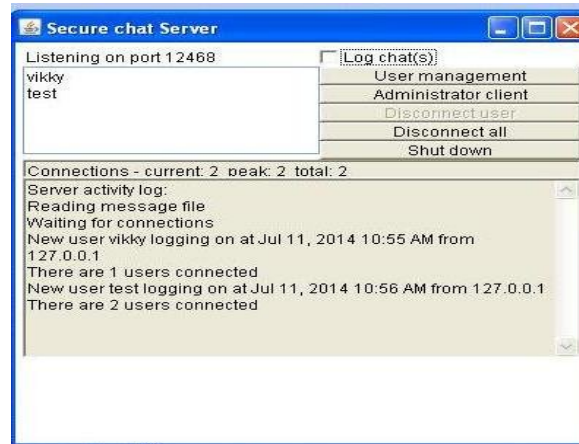 Secure chat Server
Listening on port 12468
Log chat(s)
vikky
test
User management
Administrator client
Disconnect user
Disconnect all
Shut down
Connections - current: 2 peak: 2 total: 2
Server activity log:
Reading message file
Waiting for connections
New user vikky logging on at Jul 11, 2014 10:55 AM from
127.0.0.1
There are 1 users connected
New user test logging on at Jul 11, 2014 10:56 AM from 127.0.0.1
There are 2 users connected